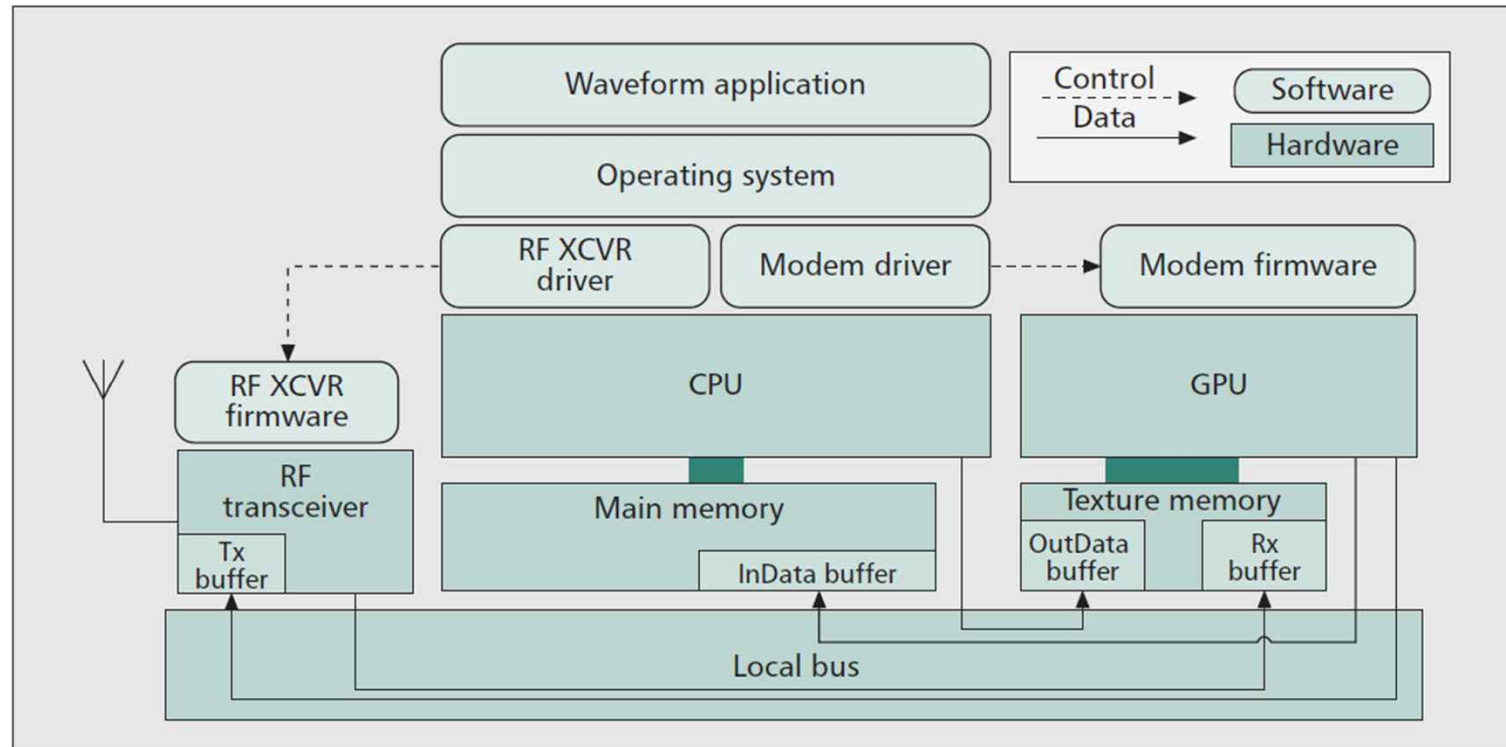 Waveform application
Control
Software
Data
Hardware
Operating system
RF XCVR
driver
Modem driver
Modem firmware
CPU
GPU
RF XCVR
firmware
RF
transceiver
Tx
buffer
Main memory
InData buffer
Texture memory
OutData
buffer
Rx
buffer
Local bus